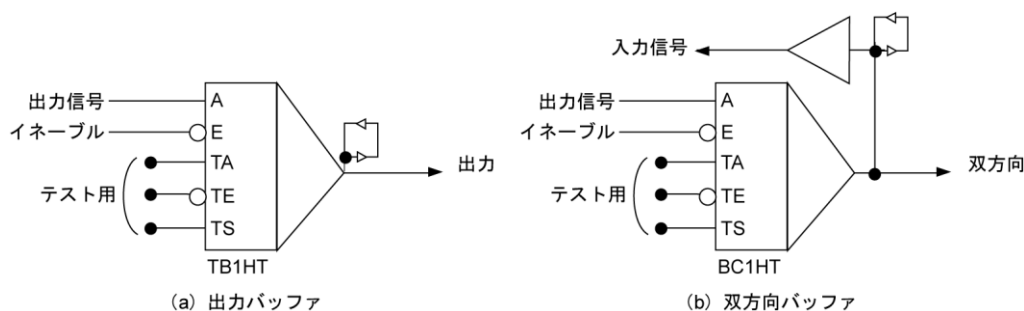 出力信号
イネーブル
テスト用
A
E
TA
TE
TS
出力
TB1HT
(a) 出力バッファ
入力信号
出力信号
イネーブル
テスト用
A
E
TA
TE
TS
双方向
BC1HT
(b) 双方向バッファ